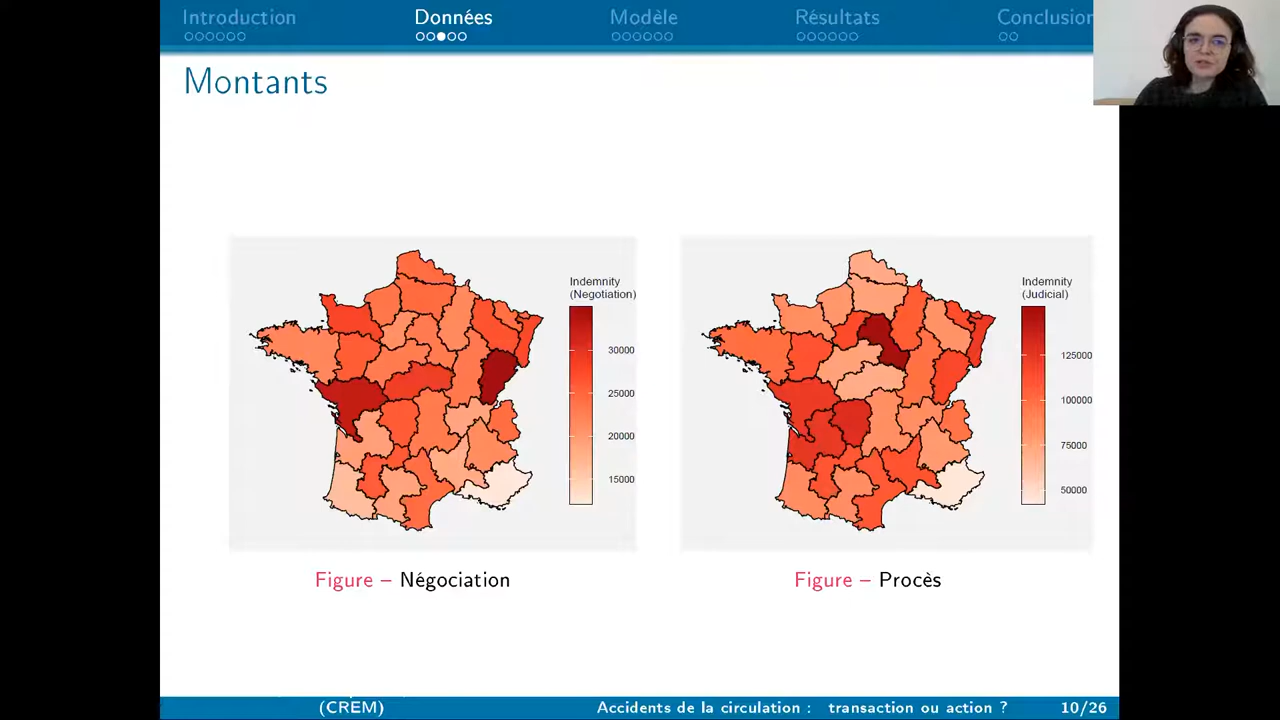 Introduction
Données
Modèle
Résultats
Conclusion
Montants
Indemnity
(Negotiation)
30000
25000
20000
15000
Indemnity
(Judicial)
125000
100000
75000
50000
Figure – Négociation
Figure – Procès
(CREM)
Accidents de la circulation : transaction ou action ?
10/26